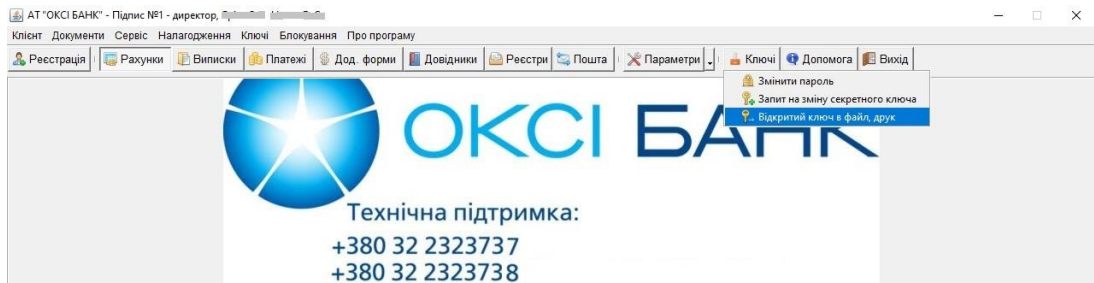 АТ "ОКСІ БАНК" - Підпис №1 - директор,
Клієнт Документи Сервіс Налагодження Ключі Блокування Про програму
Реєстрація Рахунки Виписки Платежі Дод. форми Довідники Реєстри Пошта Параметри Ключі Допомога Вихід
Змінити пароль
Запит на зміну секретного ключа
Відкритий ключ в файл, друк
ОКСІ БАНК
Технічна підтримка:
+380 32 2323737
+380 32 2323738